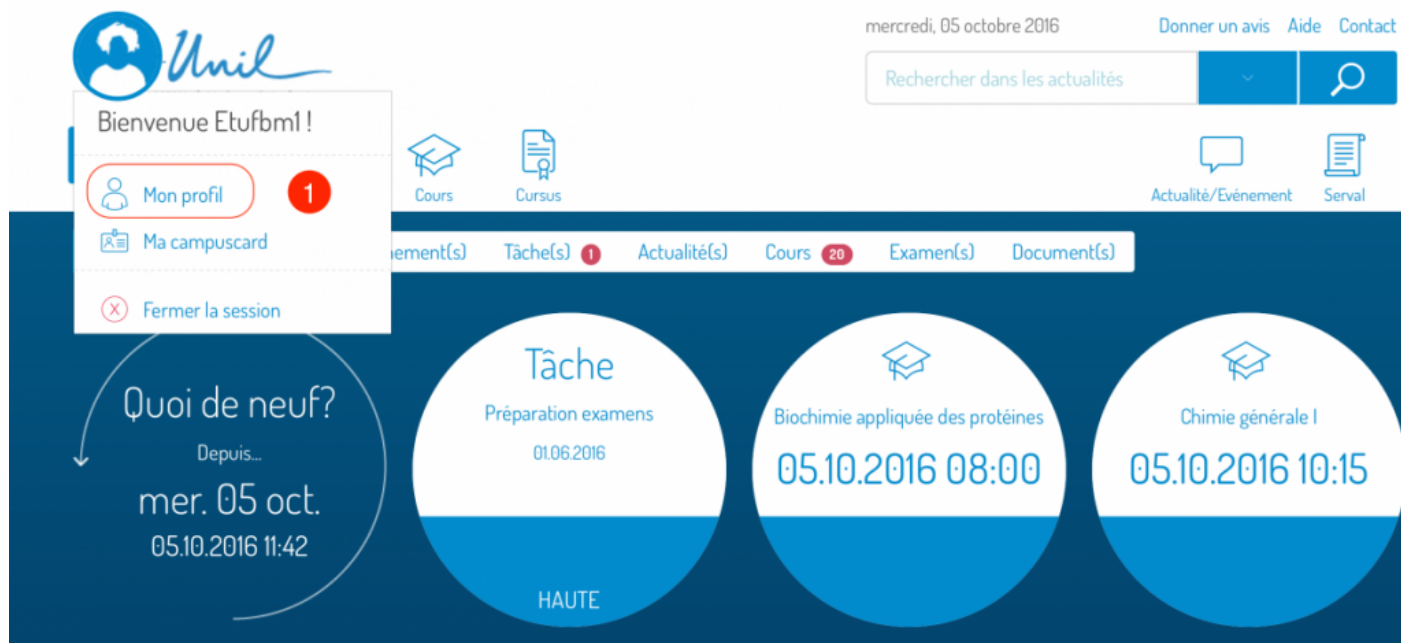 Unil
mercredi, 05 octobre 2016
Donner un avis Aide Contact
Rechercher dans les actualités
Bienvenue Etufbm1 !
Mon profil
1
Ma campuscard
Fermer la session
Cours
Cursus
Actualité/Evénement
Serval
nement(s) Tâche(s) 1 Actualité(s) Cours 20 Examen(s) Document(s)
Quoi de neuf?
Depuis...
mer. 05 oct.
05.10.2016 11:42
Tâche
Préparation examens
01.06.2016
HAUTE
Biochimie appliquée des protéines
05.10.2016 08:00
Chimie générale I
05.10.2016 10:15